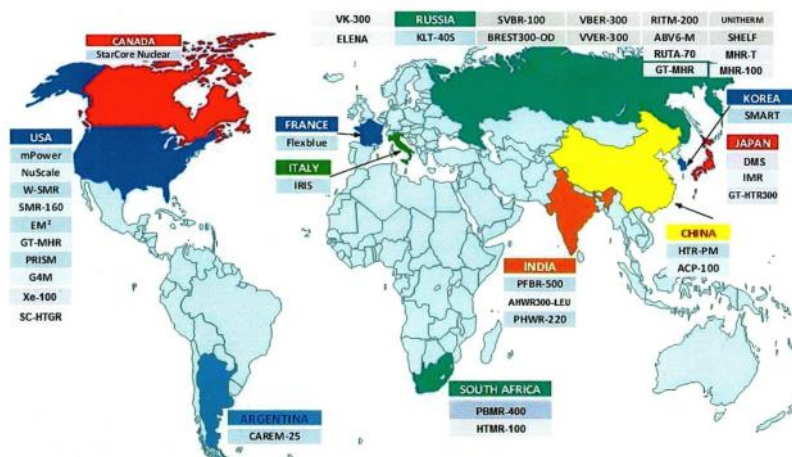 VK-300 RUSSIA SVBR-100 VBER-300 RITM-200 UNITHERM
ELENA KLT-40S BREST300-OD VVER-300 ABV6-M SHELF
RUTA-70 MHR-T
GT-MHR MHR-100
CANADA
StarCore Nuclear
USA
mPower
NuScale
W-SMR
SMR-160
EM²
GT-MHR
PRISM
G4M
Xe-100
SC-HTGR
FRANCE
Flexblue
ITALY
IRIS
KOREA
SMART
JAPAN
DMS
IMR
GT-HTR300
CHINA
HTR-PM
ACP-100
INDIA
PFBR-500
AHWR300-LEU
PHWR-220
SOUTH AFRICA
PBMR-400
HTMR-100
ARGENTINA
CAREM-25